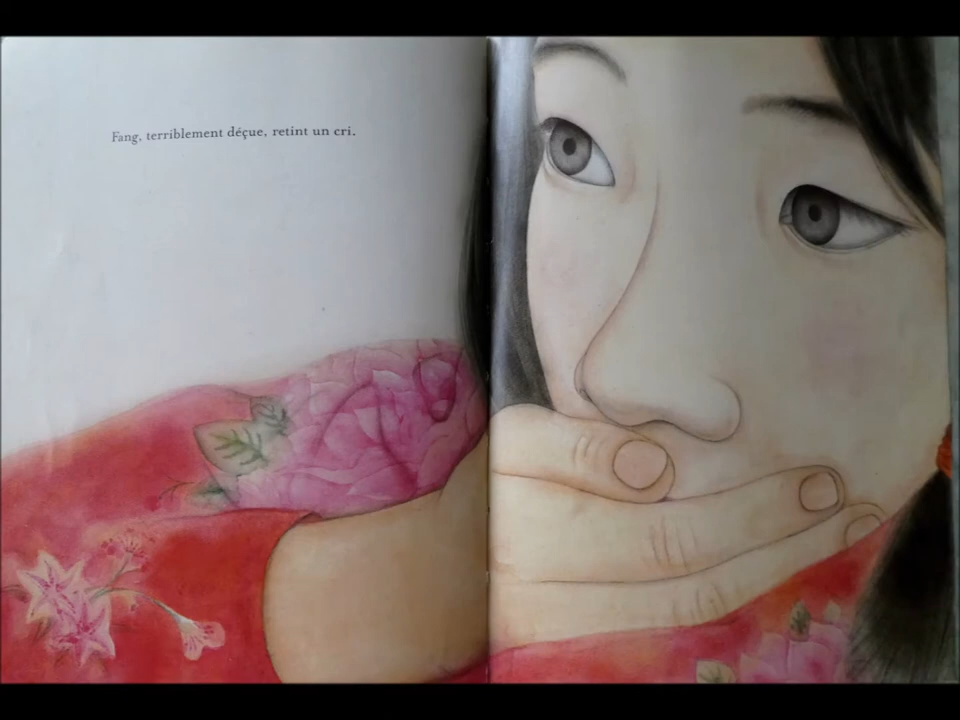 Fang, terriblement déçue, retint un cri.